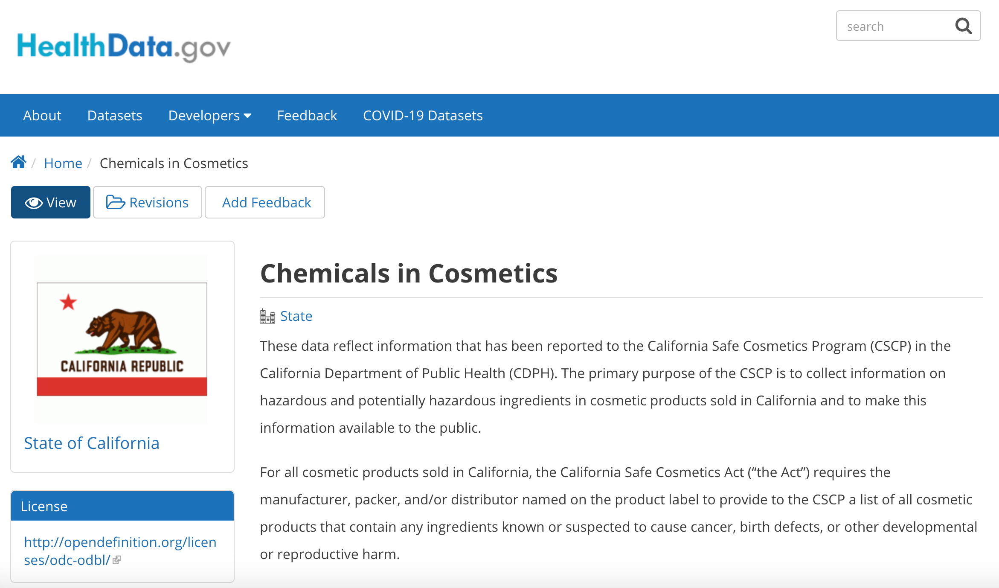 search
HealthData.gov
About Datasets Developers Feedback COVID-19 Datasets
/ Home / Chemicals in Cosmetics
View Revisions Add Feedback
CALIFORNIA REPUBLIC
State of California
License
http://opendefinition.org/licen
ses/odc-odbl/
Chemicals in Cosmetics
State
These data reflect information that has been reported to the California Safe Cosmetics Program (CSCP) in the
California Department of Public Health (CDPH). The primary purpose of the CSCP is to collect information on
hazardous and potentially hazardous ingredients in cosmetic products sold in California and to make this
information available to the public.
For all cosmetic products sold in California, the California Safe Cosmetics Act (“the Act”) requires the
manufacturer, packer, and/or distributor named on the product label to provide to the CSCP a list of all cosmetic
products that contain any ingredients known or suspected to cause cancer, birth defects, or other developmental
or reproductive harm.